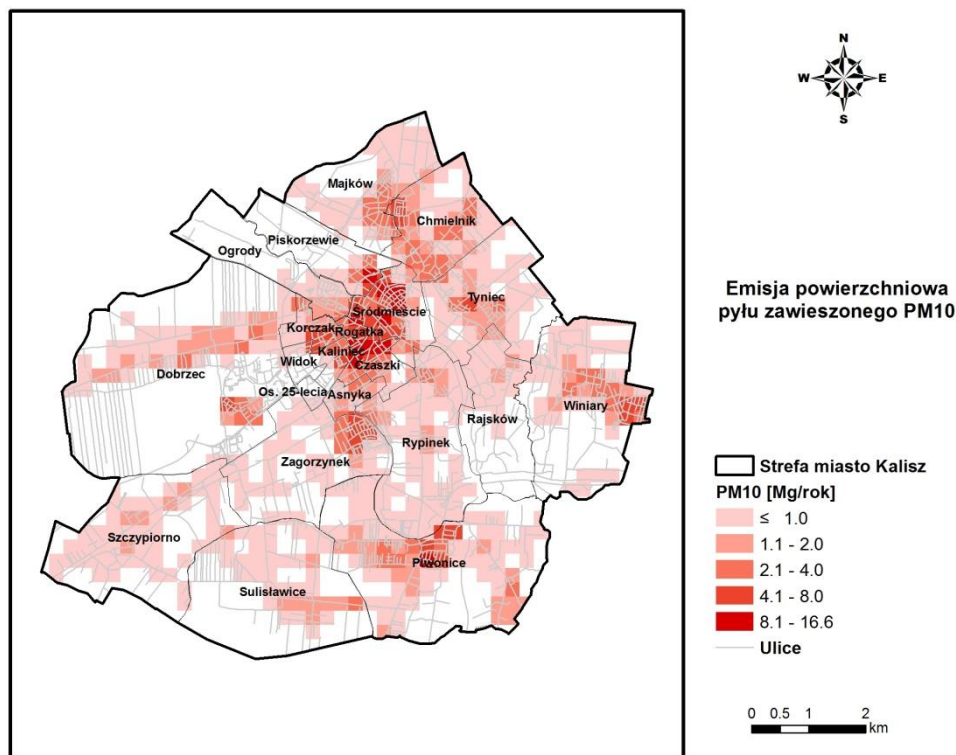 N
W E
S
Majków
Chmielnik
Piskorzewie
Ogrody
Tyniec
Śródmieście
Korczak
Rogatka
Kaliniec
Widok
Czaszki
Dobrzec
Os. 25-lecia
Asnyka
Winiary
Rajsków
Rypinek
Zagorzynek
Szczypiorno
Piwonice
Sulisławice
Emisja powierzchniowa
pyłu zawieszonego PM10
Strefa miasto Kalisz
PM10 [Mg/rok]
≤ 1.0
1.1 - 2.0
2.1 - 4.0
4.1 - 8.0
8.1 - 16.6
Ulice
0 0.5 1 2
km